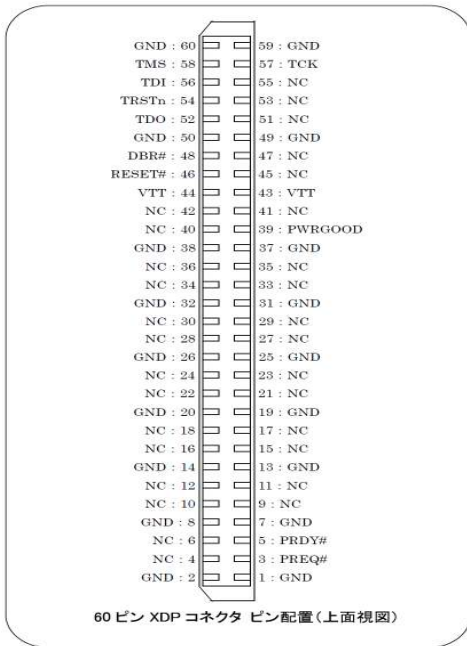 GND : 60 59 : GND
TMS : 58 57 : TCK
TDI : 56 55 : NC
TRSTn : 54 53 : NC
TDO : 52 51 : NC
GND : 50 49 : GND
DBR# : 48 47 : NC
RESET# : 46 45 : NC
VTT : 44 43 : VTT
NC : 42 41 : NC
NC : 40 39 : PWRGOOD
GND : 38 37 : GND
NC : 36 35 : NC
NC : 34 33 : NC
GND : 32 31 : GND
NC : 30 29 : NC
NC : 28 27 : NC
GND : 26 25 : GND
NC : 24 23 : NC
NC : 22 21 : NC
GND : 20 19 : GND
NC : 18 17 : NC
NC : 16 15 : NC
GND : 14 13 : GND
NC : 12 11 : NC
NC : 10 9 : NC
GND : 8 7 : GND
NC : 6 5 : PRDY#
NC : 4 3 : PREQ#
GND : 2 1 : GND
60 ピン XDP コネクタ ピン配置(上面視図)